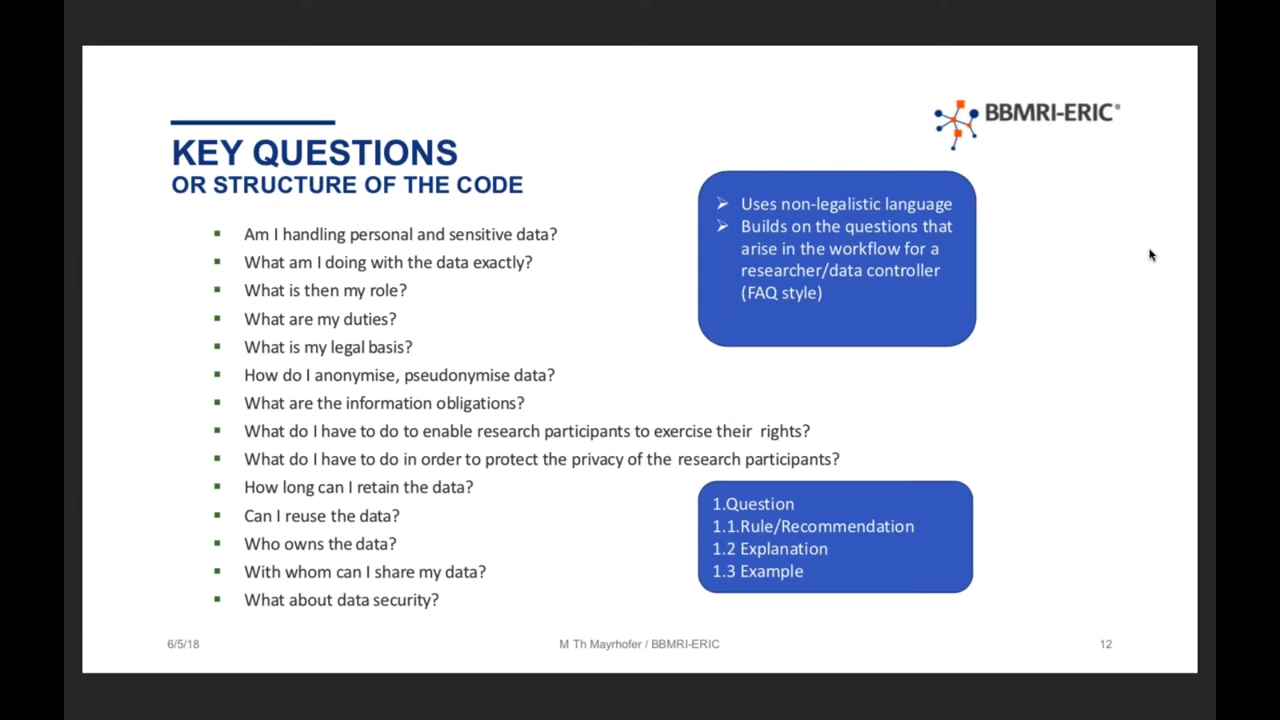 BBMRI-ERIC®
KEY QUESTIONS
OR STRUCTURE OF THE CODE
Am I handling personal and sensitive data?
What am I doing with the data exactly?
What is then my role?
What are my duties?
What is my legal basis?
How do I anonymise, pseudonymise data?
What are the information obligations?
What do I have to do to enable research participants to exercise their rights?
What do I have to do in order to protect the privacy of the research participants?
How long can I retain the data?
Can I reuse the data?
Who owns the data?
With whom can I share my data?
What about data security?
Uses non-legalistic language
Builds on the questions that
arise in the workflow for a
researcher/data controller
(FAQ style)
1.Question
1.1.Rule/Recommendation
1.2 Explanation
1.3 Example
6/5/18
M Th Mayrhofer / BBMRI-ERIC
12